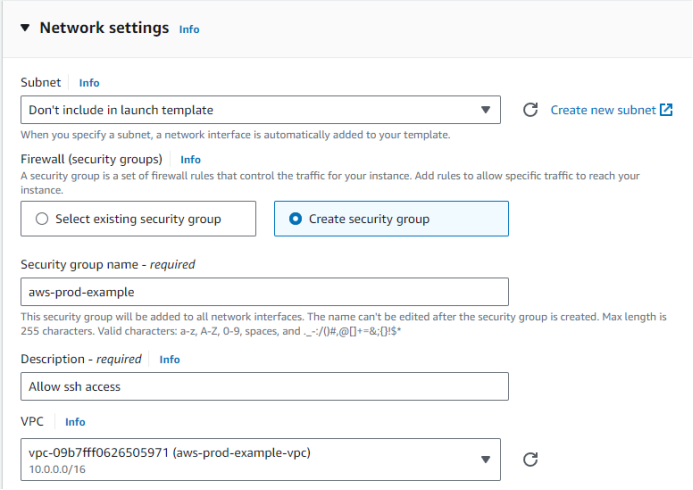 Network settings Info
Subnet Info
Don't include in launch template
Create new subnet
When you specify a subnet, a network interface is automatically added to your template.
Firewall (security groups) Info
A security group is a set of firewall rules that control the traffic for your instance. Add rules to allow specific traffic to reach your
instance.
Select existing security group
Create security group
Security group name - required
aws-prod-example
This security group will be added to all network interfaces. The name can't be edited after the security group is created. Max length is
255 characters. Valid characters: a-z, A-Z, 0-9, spaces, and ._-:/()#,@[]+=&;{}!$*
Description - required Info
Allow ssh access
VPC Info
vpc-09b7fff0626505971 (aws-prod-example-vpc)
10.0.0.0/16